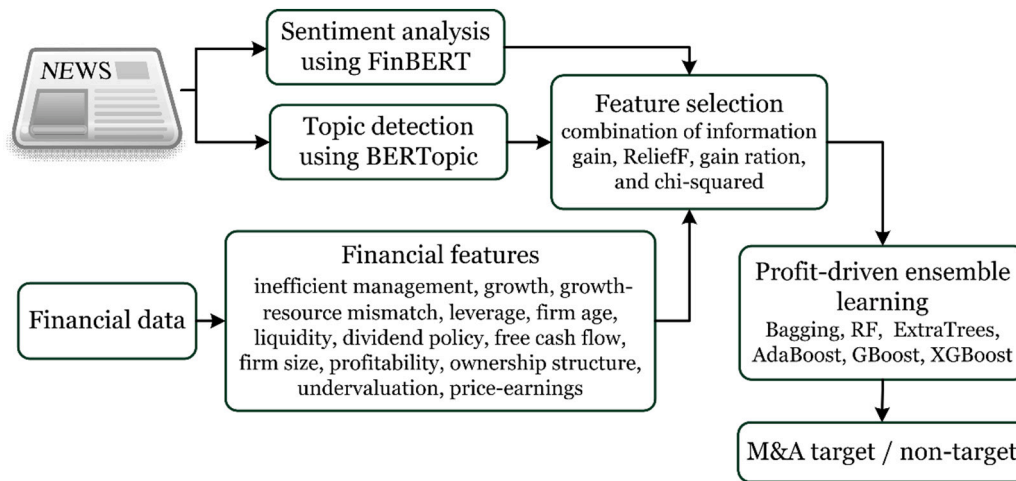 NEWS
Sentiment analysis
using FinBERT
Topic detection
using BERTopic
Feature selection
combination of information
gain, ReliefF, gain ration,
and chi-squared
Financial data
Financial features
inefficient management, growth, growth-
resource mismatch, leverage, firm age,
liquidity, dividend policy, free cash flow,
firm size, profitability, ownership structure,
undervaluation, price-earnings
Profit-driven ensemble
learning
Bagging, RF, ExtraTrees,
AdaBoost, GBoost, XGBoost
M&A target / non-target